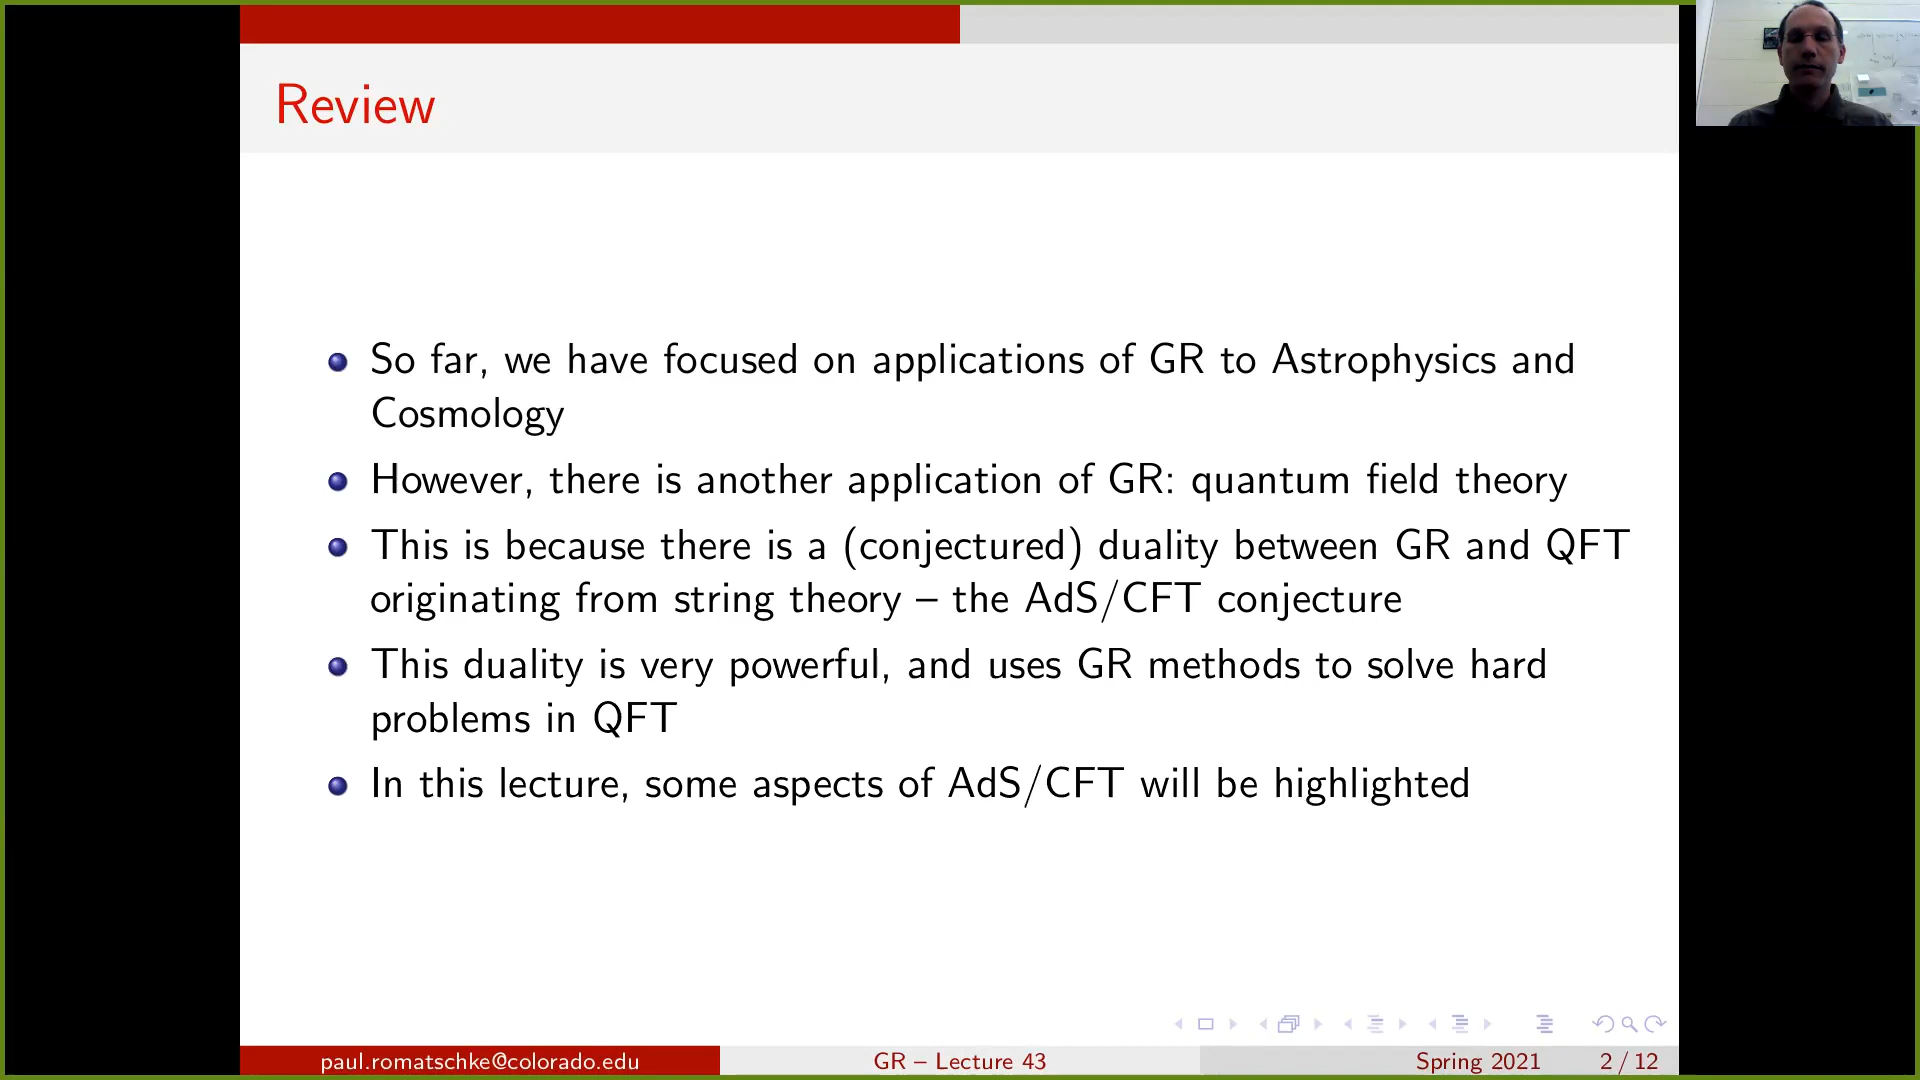 Review
So far, we have focused on applications of GR to Astrophysics and
Cosmology
However, there is another application of GR: quantum field theory
This is because there is a (conjectured) duality between GR and QFT
originating from string theory – the AdS/CFT conjecture
This duality is very powerful, and uses GR methods to solve hard
problems in QFT
In this lecture, some aspects of AdS/CFT will be highlighted
paul.romatschke@colorado.edu GR – Lecture 43 Spring 2021 2 / 12